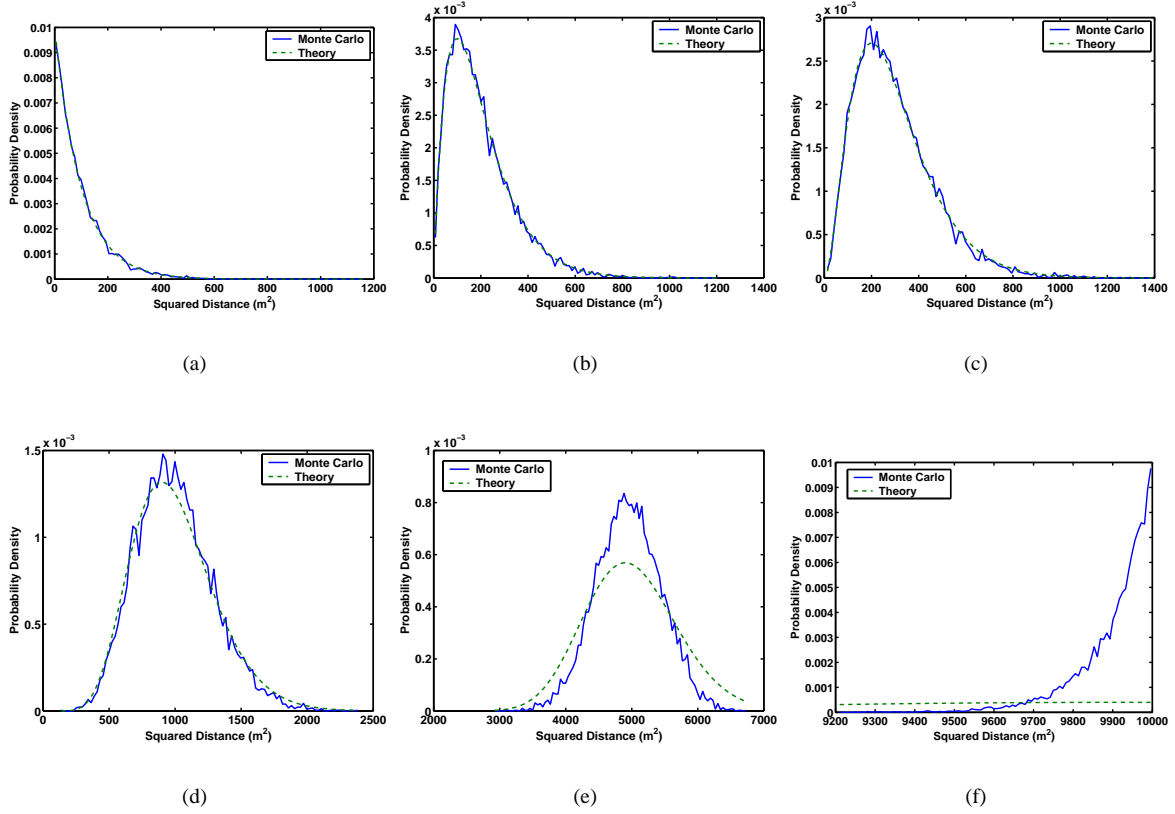 0.01
0.009
0.008
0.007
0.006
0.005
0.004
0.003
0.002
0.001
0
0 200 400 600 800 1000 1200
Probability Density
Squared Distance (m²)
Monte Carlo
Theory
(a)
x 10⁻³
4
3.5
3
2.5
2
1.5
1
0.5
0
0 200 400 600 800 1000 1200 1400
Probability Density
Squared Distance (m²)
Monte Carlo
Theory
(b)
x 10⁻³
3
2.5
2
1.5
1
0.5
0
0 200 400 600 800 1000 1200 1400
Probability Density
Squared Distance (m²)
Monte Carlo
Theory
(c)
x 10⁻³
1.5
1
0.5
0
0 500 1000 1500 2000 2500
Probability Density
Squared Distance (m²)
Monte Carlo
Theory
(d)
x 10⁻³
1
0.8
0.6
0.4
0.2
0
2000 3000 4000 5000 6000 7000
Probability Density
Squared Distance (m²)
Monte Carlo
Theory
(e)
0.01
0.009
0.008
0.007
0.006
0.005
0.004
0.003
0.002
0.001
9200 9300 9400 9500 9600 9700 9800 9900 10000
Probability Density
Squared Distance (m²)
Monte Carlo
Theory
(f)